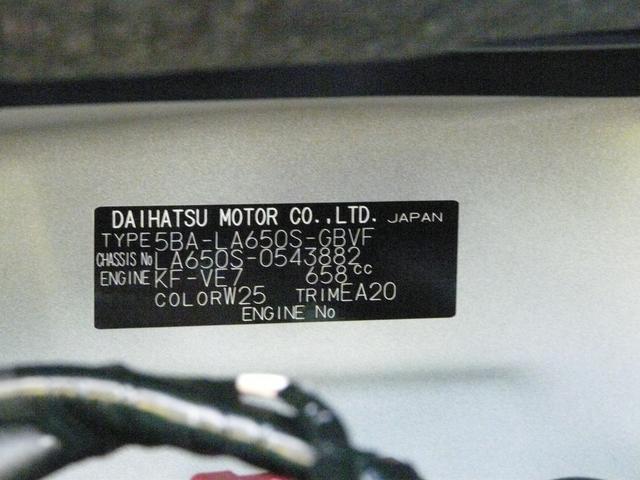 DAIHATSU MOTOR CO.,LTD. JAPAN
TYPE 5BA-LA650S-GBVF
CHASSIS No LA650S-0543882
ENGINE KF-VE7 658cc
COLOR W25 TRIM EA20
ENGINE No